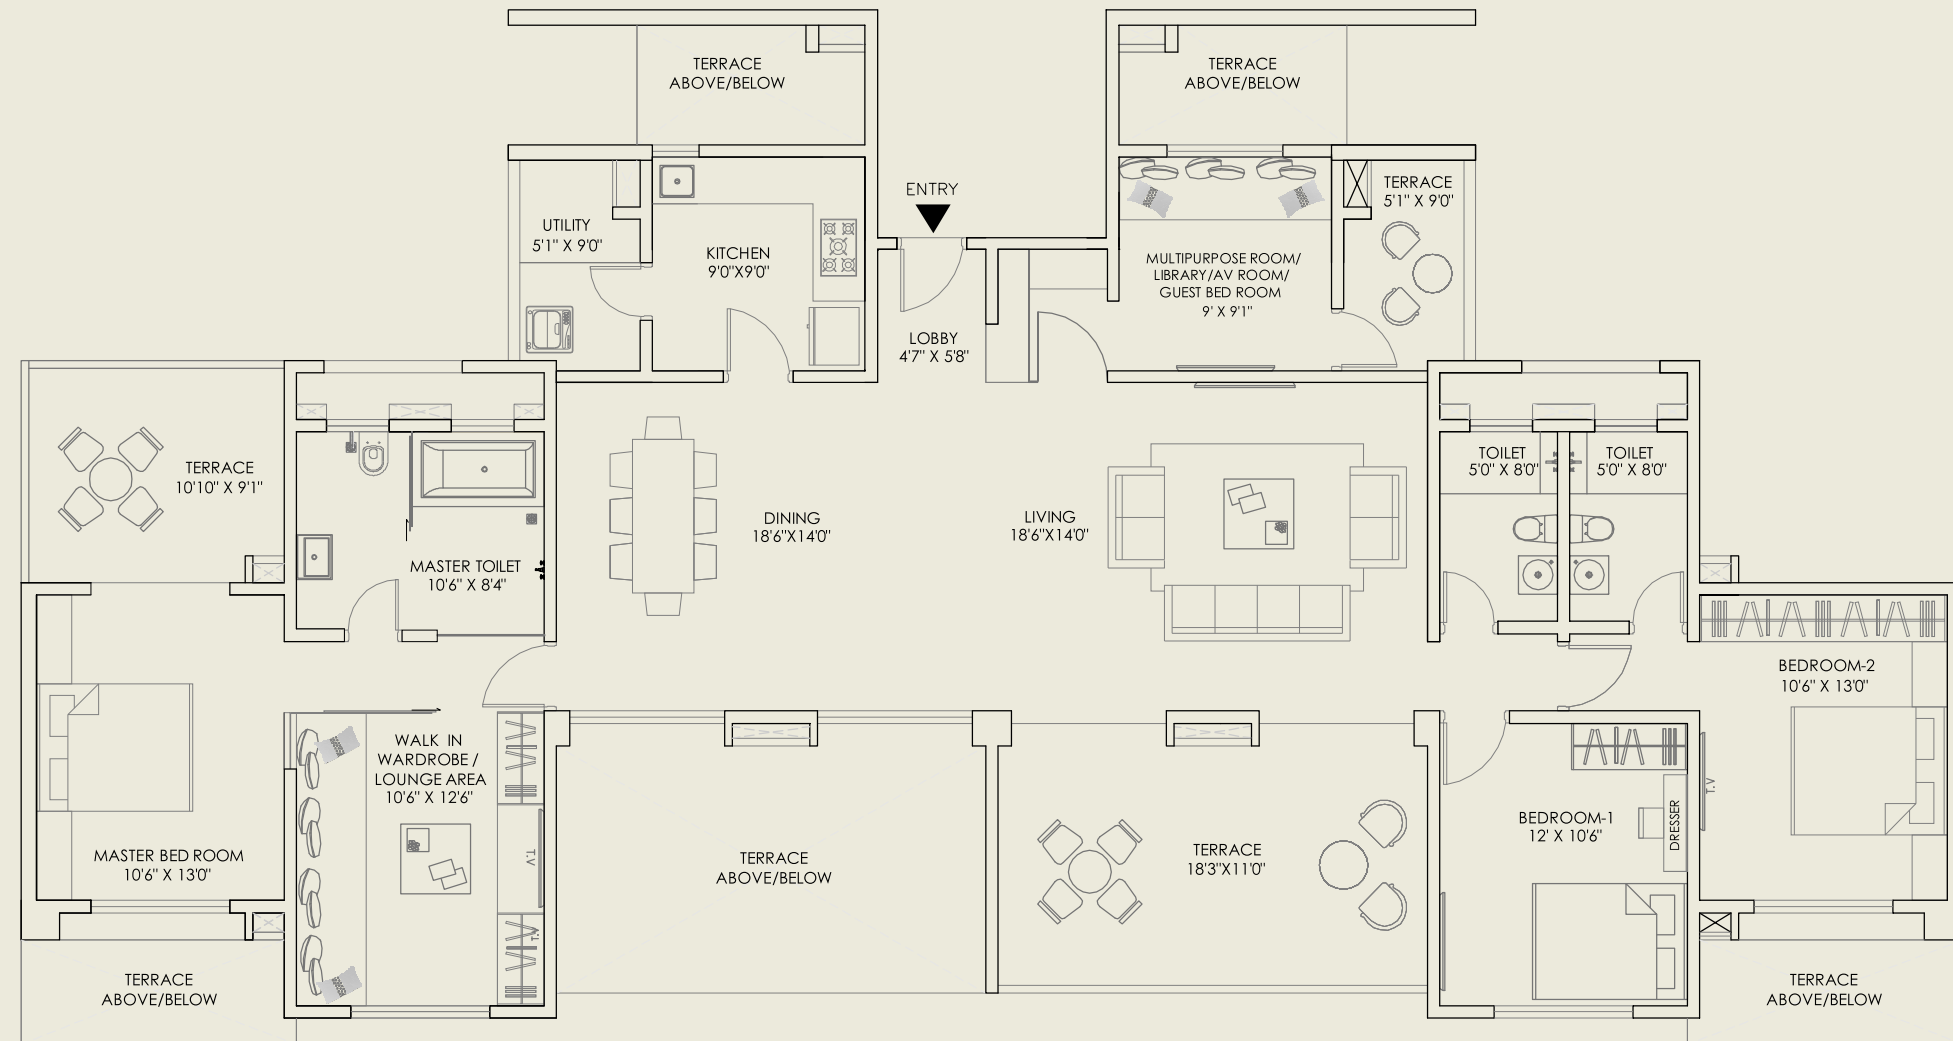 TERRACE
ABOVE/BELOW
TERRACE
ABOVE/BELOW
ENTRY
TERRACE
5'1" X 9'0"
UTILITY
5'1" X 9'0"
KITCHEN
9'0"X9'0"
MULTIPURPOSE ROOM/
LIBRARY/AV ROOM/
GUEST BED ROOM
9' X 9'1"
LOBBY
4'7" X 5'8"
TERRACE
10'10" X 9'1"
TOILET
5'0" X 8'0"
TOILET
5'0" X 8'0"
DINING
18'6"X14'0"
LIVING
18'6"X14'0"
MASTER TOILET
10'6" X 8'4"
BEDROOM-2
10'6" X 13'0"
WALK IN
WARDROBE /
LOUNGE AREA
10'6" X 12'6"
T.V
BEDROOM-1
12' X 10'6"
DRESSER
MASTER BED ROOM
10'6" X 13'0"
T.V
TERRACE
ABOVE/BELOW
TERRACE
18'3"X11'0"
T.V
TERRACE
ABOVE/BELOW
TERRACE
ABOVE/BELOW